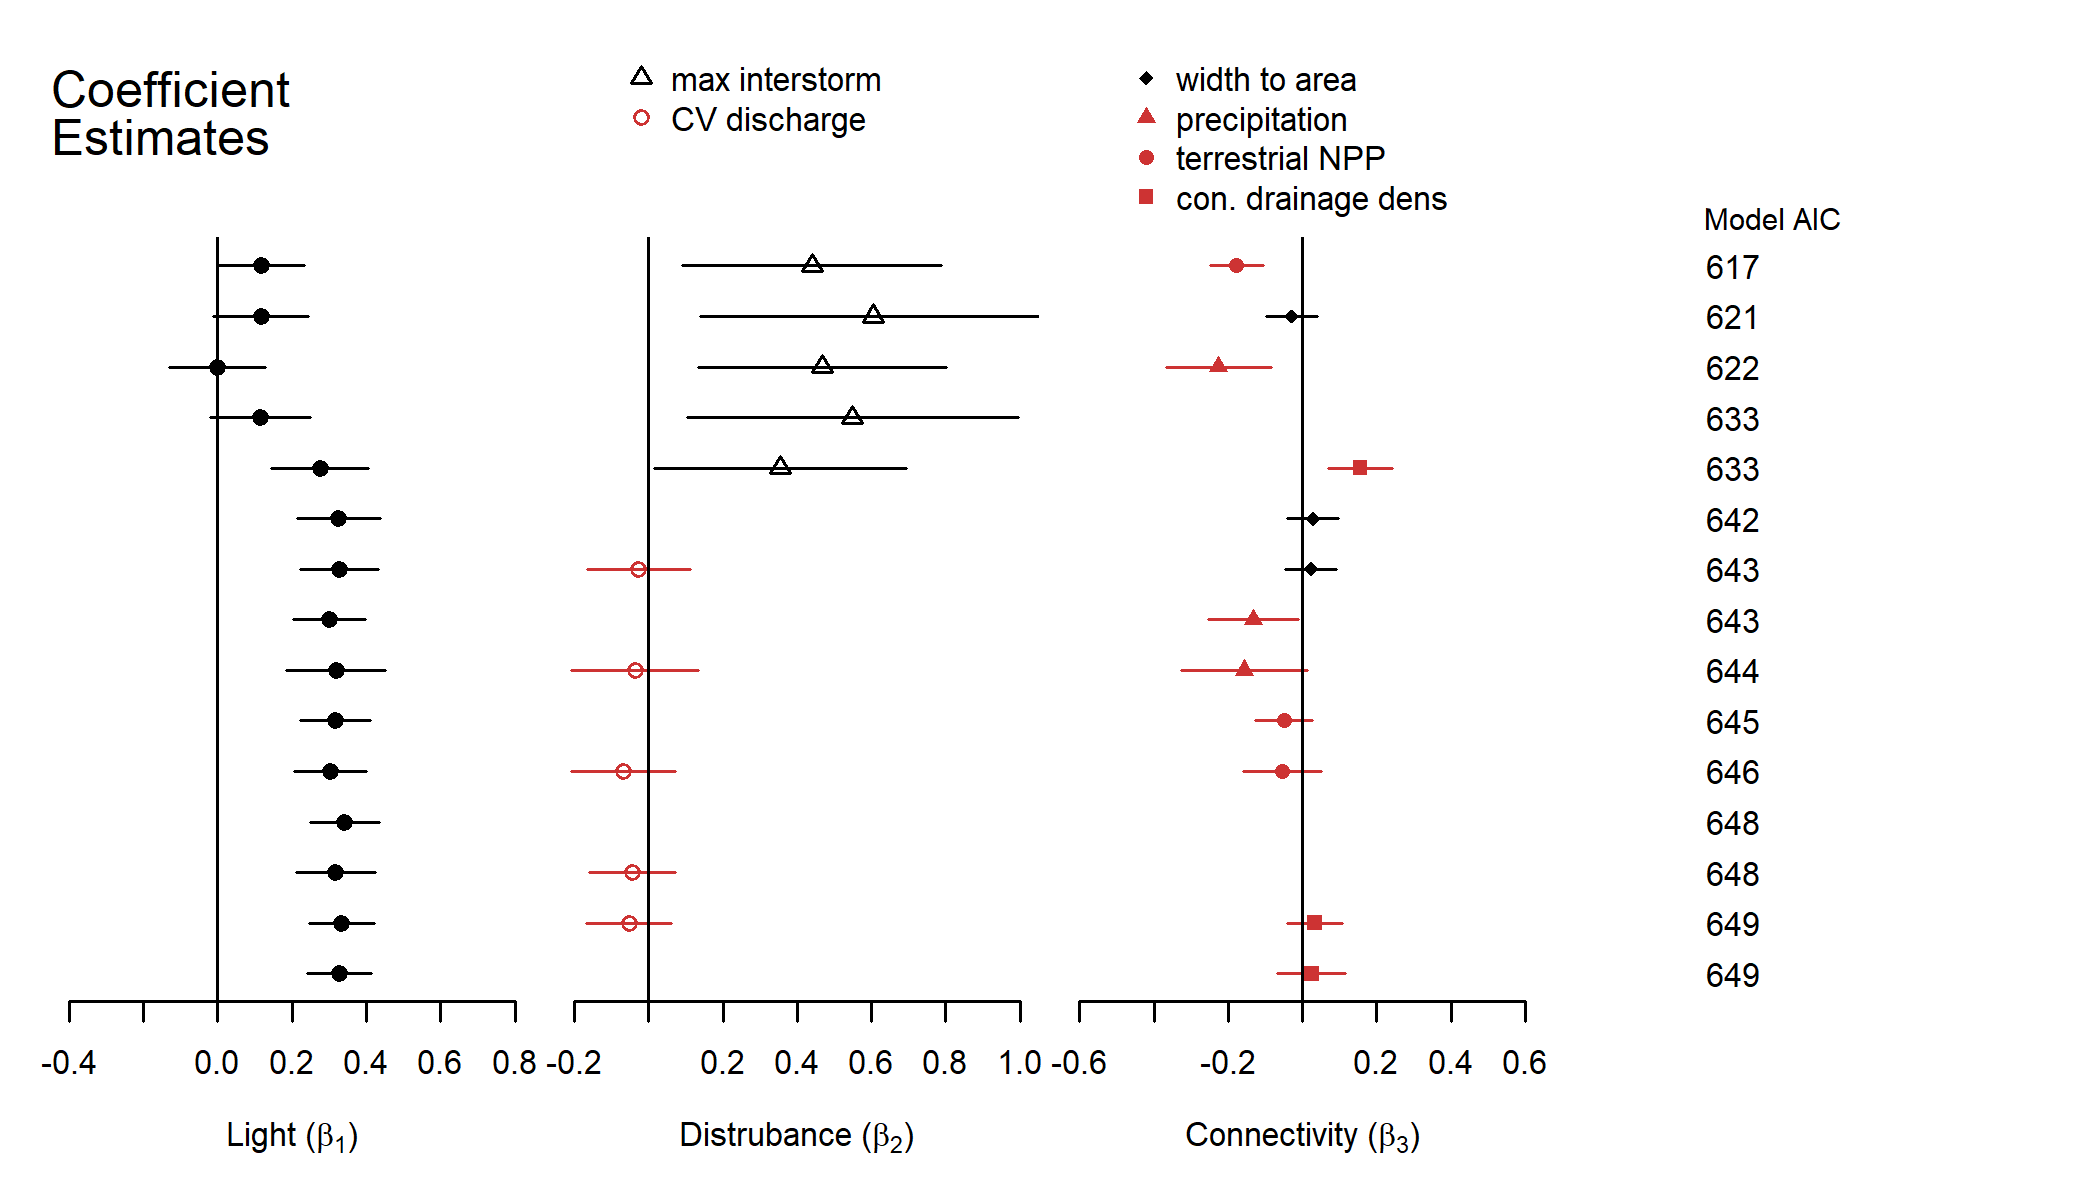 Coefficient
Estimates
max interstorm
CV discharge
width to area
precipitation
terrestrial NPP
con. drainage dens
Model AIC
617
621
622
633
633
642
643
643
644
645
646
648
648
649
649
-0.4 0.0 0.2 0.4 0.6 0.8
-0.2 0.2 0.4 0.6 0.8 1.0
-0.6 -0.2 0.2 0.4 0.6
Light (β1)
Distrubance (β2)
Connectivity (β3)